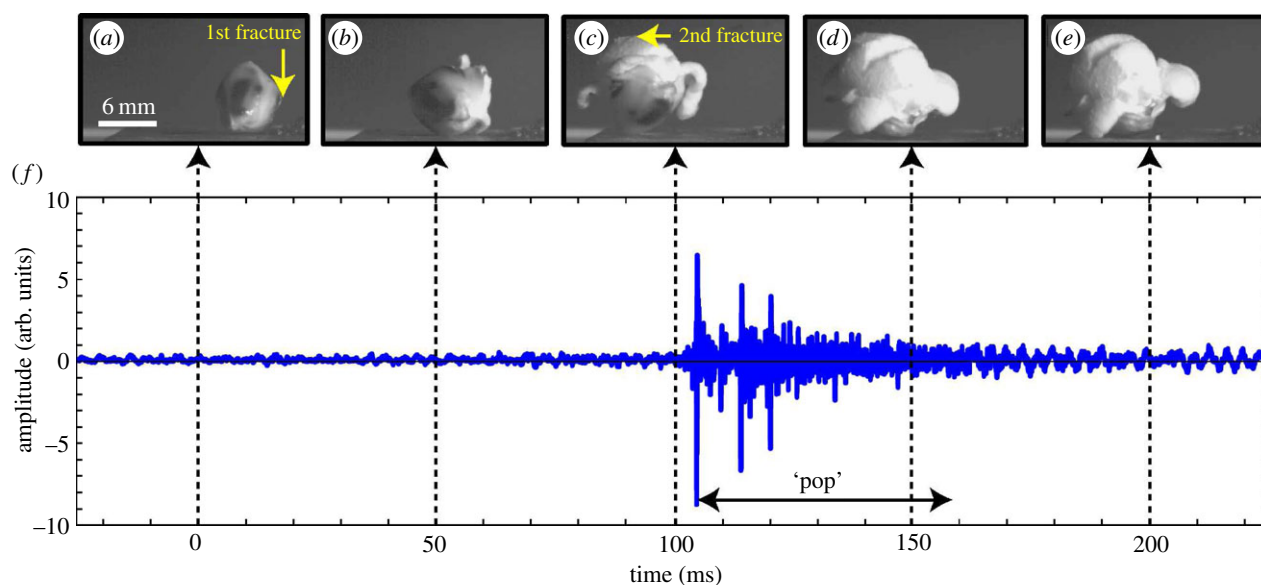 (a) 1st fracture
6 mm
(b)
(c) 2nd fracture
(d)
(e)
(f)
10
5
0
−5
−10
amplitude (arb. units)
‘pop’
0 50 100 150 200
time (ms)